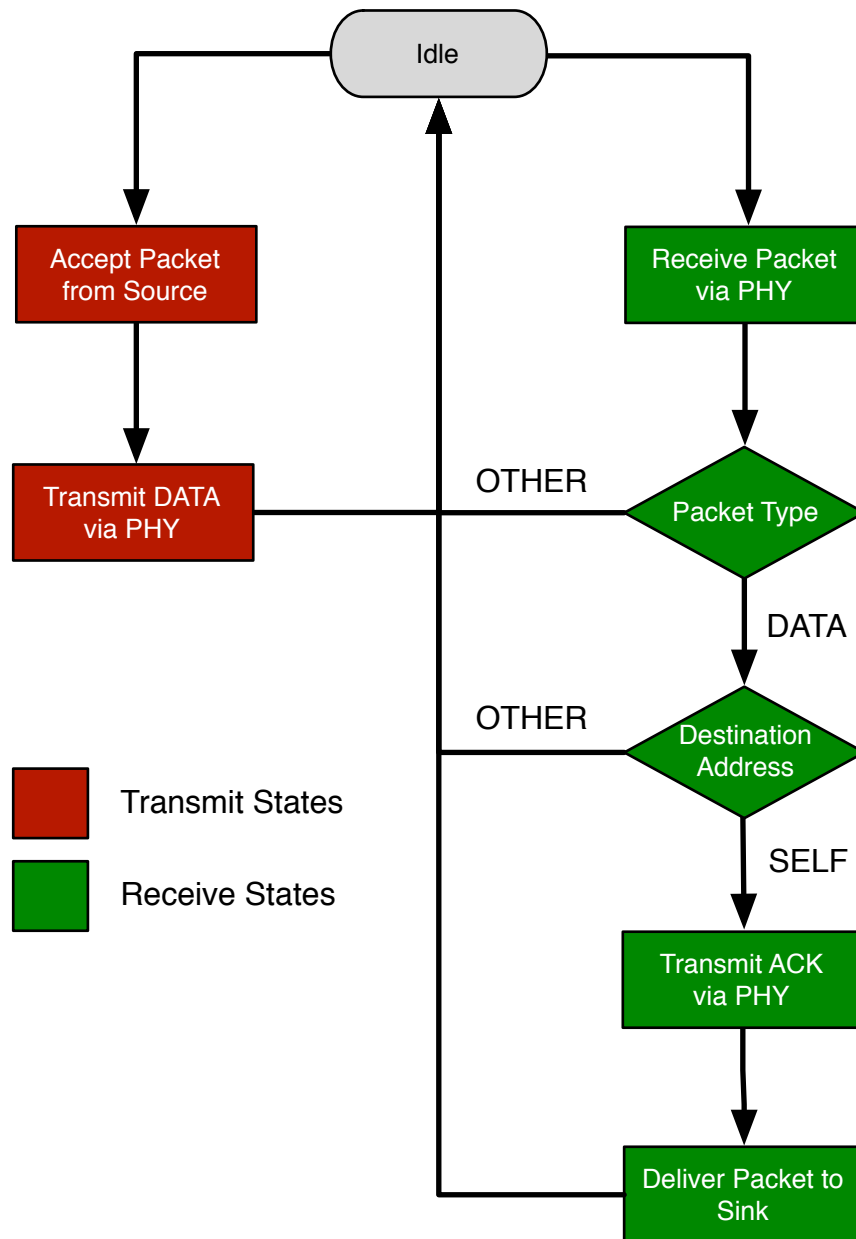 Idle
Accept Packet
from Source
Receive Packet
via PHY
Transmit DATA
via PHY
OTHER
Packet Type
DATA
OTHER
Destination
Address
Transmit States
SELF
Receive States
Transmit ACK
via PHY
Deliver Packet to
Sink